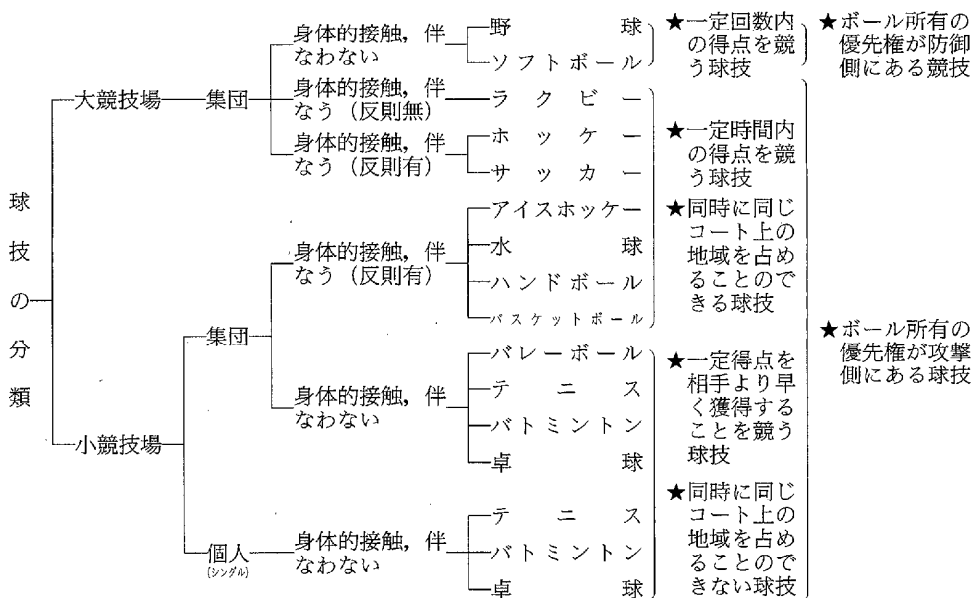 球技の分類
大競技場
集団
身体的接触，伴
なわない
野球
ソフトボール
身体的接触，伴
なう（反則無）
ラクビー
身体的接触，伴
なう（反則有）
ホッケー
サッカー
小競技場
集団
身体的接触，伴
なう（反則有）
アイスホッケー
水球
ハンドボール
バスケットボール
身体的接触，伴
なわない
バレーボール
テニス
バトミントン
卓球
個人
(シングル)
身体的接触，伴
なわない
テニス
バトミントン
卓球
★一定回数内
の得点を競
う球技
★一定時間内
の得点を競
う球技
★同時に同じ
コート上の
地域を占め
ることので
きる球技
★一定得点を
相手より早
く獲得する
ことを競う
球技
★同時に同じ
コート上の
地域を占め
ることので
きない球技
★ボール所有の
優先権が防御
側にある競技
★ボール所有の
優先権が攻撃
側にある球技